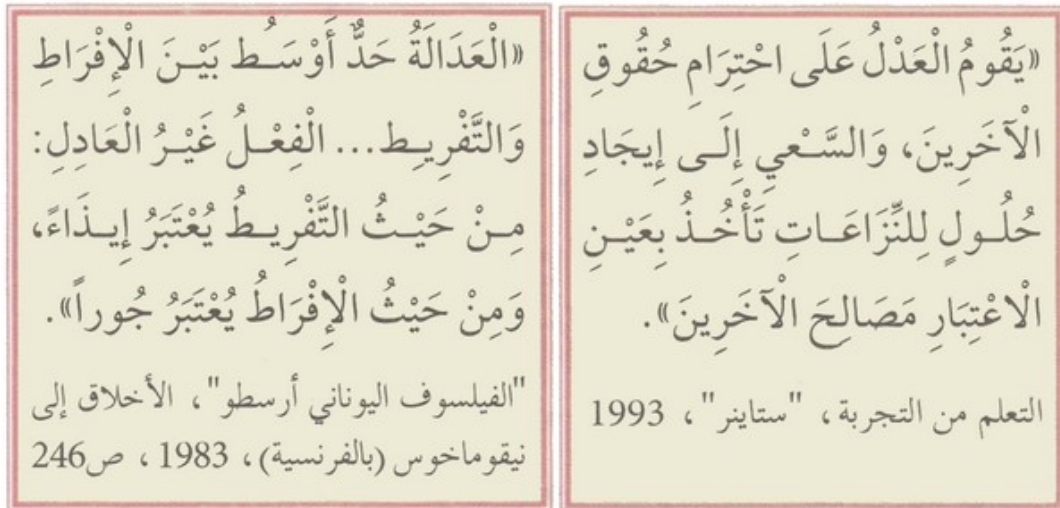 «يَقُومُ الْعَدْلُ عَلَى احْتِرَامِ حُقُوقِ
الْآخَرِينَ، وَالسَّعْيِ إِلَى إِيجَادِ
حُلُولٍ لِلنِّزَاعَاتِ تَأْخُذُ بِعَيْنِ
الْاعْتِبَارِ مَصَالِحَ الْآخَرِينَ».
التعلم من التجربة، "ستاينر"، 1993
«الْعَدَالَةُ حَدٌّ أَوْسَـُط بَيْنَ الْإِفْرَاطِ
وَالتَّفْرِيطِ... الْفِعْلُ غَيْرُ الْعَادِلِ:
مِنْ حَيْثُ التَّفْرِيطُ يُعْتَبَرُ إِيذَاءً،
وَمِنْ حَيْثُ الْإِفْرَاطُ يُعْتَبَرُ جُوراً».
"الفيلسوف اليوناني أرسطو"، الأخلاق إلى
نيقوماخوس (بالفرنسية)، 1983، ص246